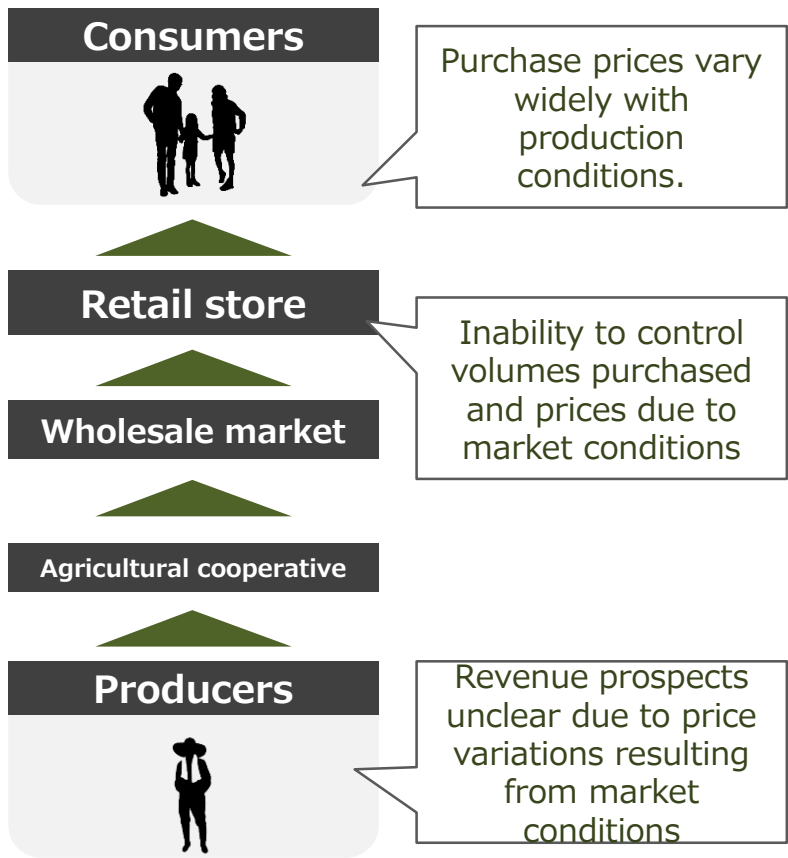 Consumers
Purchase prices vary
widely with
production
conditions.
Retail store
Inability to control
volumes purchased
and prices due to
market conditions
Wholesale market
Agricultural cooperative
Producers
Revenue prospects
unclear due to price
variations resulting
from market
conditions